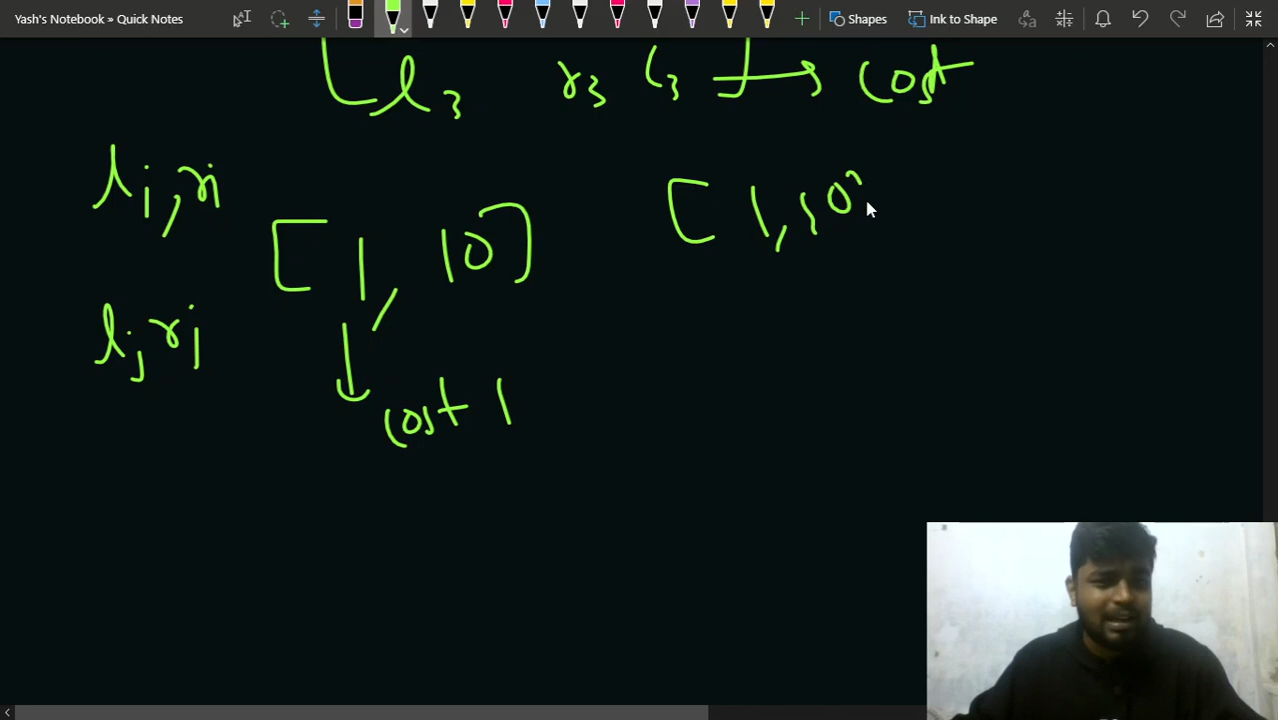 Yash's Notebook » Quick Notes
Shapes
Ink to Shape
[ l3 r3 c3 ] → cost
li, ri
[1, 10]
[1, 10
lj, rj
↓
cost 1